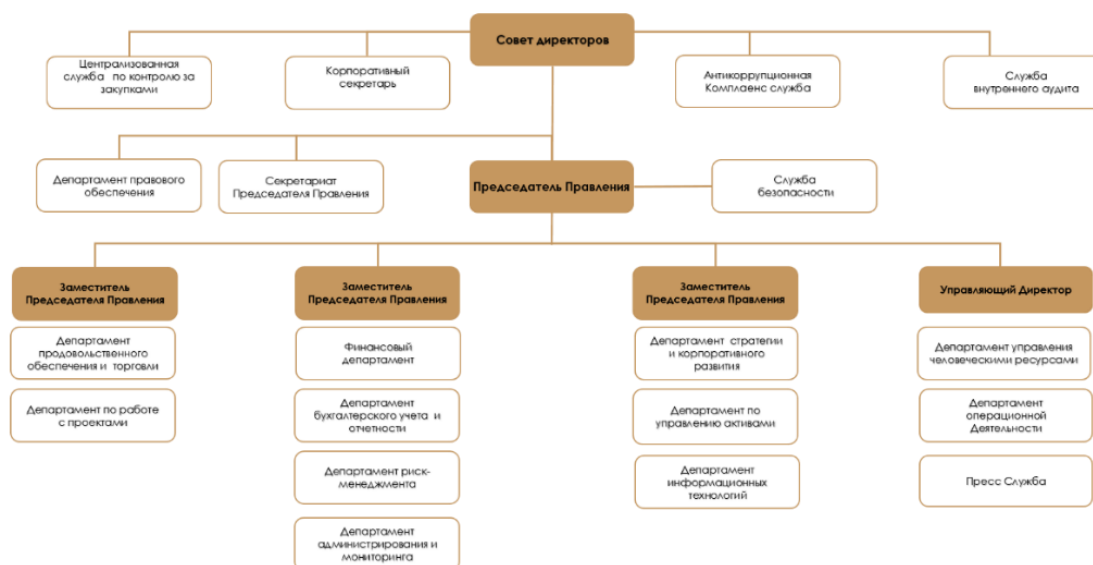 Совет директоров
Централизованная
служба по контролю за
закупками
Корпоративный
секретарь
Антикоррупционная
Комплаенс служба
Служба
внутреннего аудита
Департамент правового
обеспечения
Секретариат
Председателя Правления
Председатель Правления
Служба
безопасности
Заместитель
Председателя Правления
Заместитель
Председателя Правления
Заместитель
Председателя Правления
Управляющий Директор
Департамент
продовольственного
обеспечения и торговли
Финансовый
департамент
Департамент стратегии
и корпоративного
развития
Департамент управления
человеческими ресурсами
Департамент по работе
с проектами
Департамент
бухгалтерского учета и
отчетности
Департамент по
управлению активами
Департамент
операционной
Деятельности
Департамент риск-
менеджмента
Департамент
информационных
технологий
Пресс Служба
Департамент
администрирования и
мониторинга